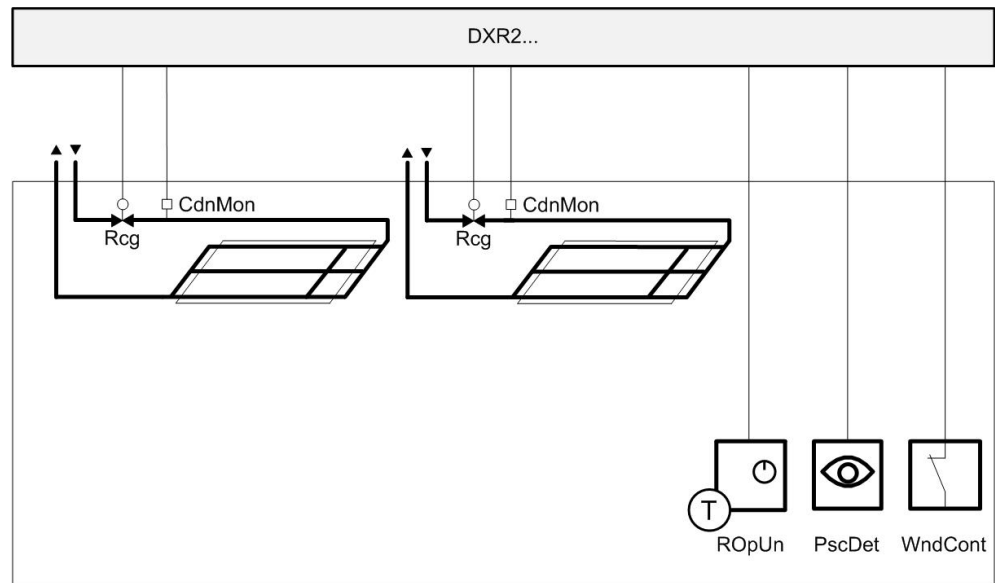 DXR2...
CdnMon
CdnMon
Rcg
Rcg
T
ROpUn
PscDet
WndCont